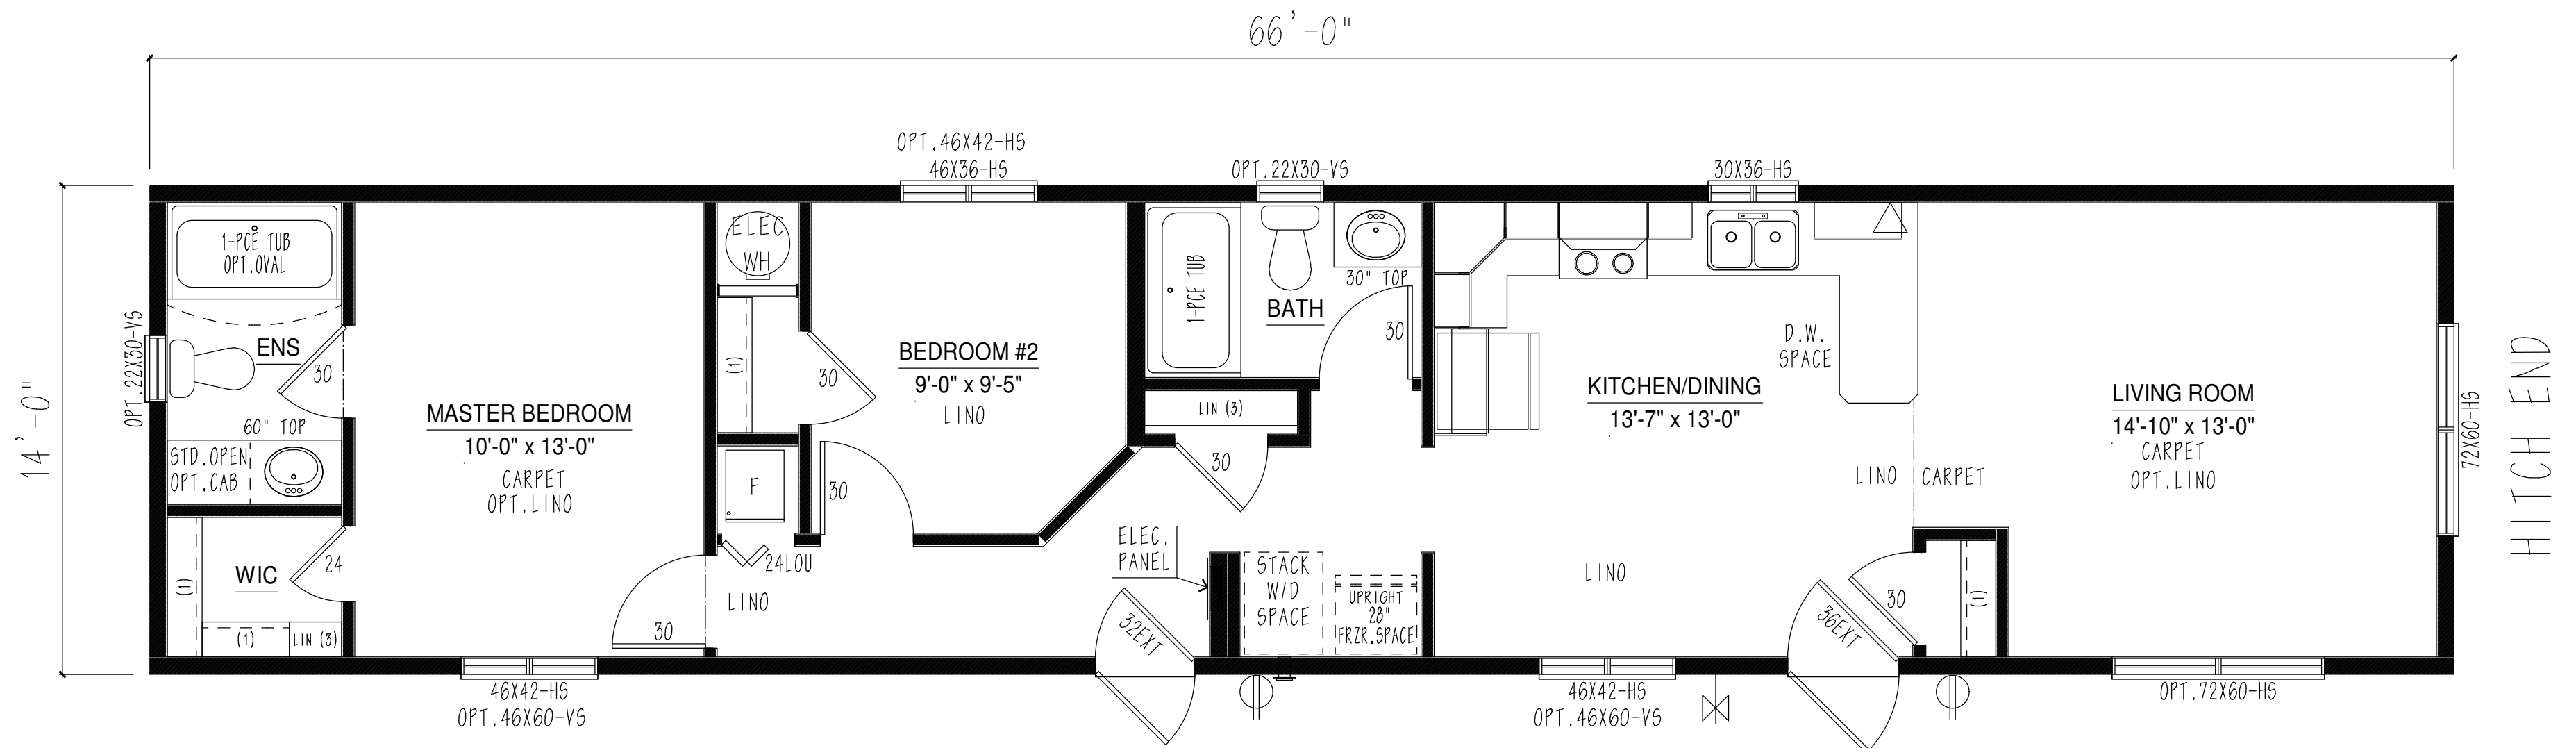 66'-0"
OPT.46X42-HS
46X36-HS
OPT.22X30-VS
30X36-HS
14'-0"
OPT.22X30-VS
1-PCE TUB
OPT.OVAL
ENS
30
60" TOP
STD.OPEN
OPT.CAB
WIC
24
(1)
(1)
LIN (3)
MASTER BEDROOM
10'-0" x 13'-0"
CARPET
OPT.LINO
30
ELEC
WH
(1)
30
F
24LOU
LINO
30
BEDROOM #2
9'-0" x 9'-5"
LINO
1-PCE TUB
BATH
30" TOP
30
LIN (3)
30
ELEC.
PANEL
STACK
W/D
SPACE
UPRIGHT
28"
FRZR.SPACE
32EXT
KITCHEN/DINING
13'-7" x 13'-0"
D.W.
SPACE
LINO
LINO
CARPET
36EXT
30
(1)
LIVING ROOM
14'-10" x 13'-0"
CARPET
OPT.LINO
72X60-HS
HITCH END
46X42-HS
OPT.46X60-VS
46X42-HS
OPT.46X60-VS
OPT.72X60-HS